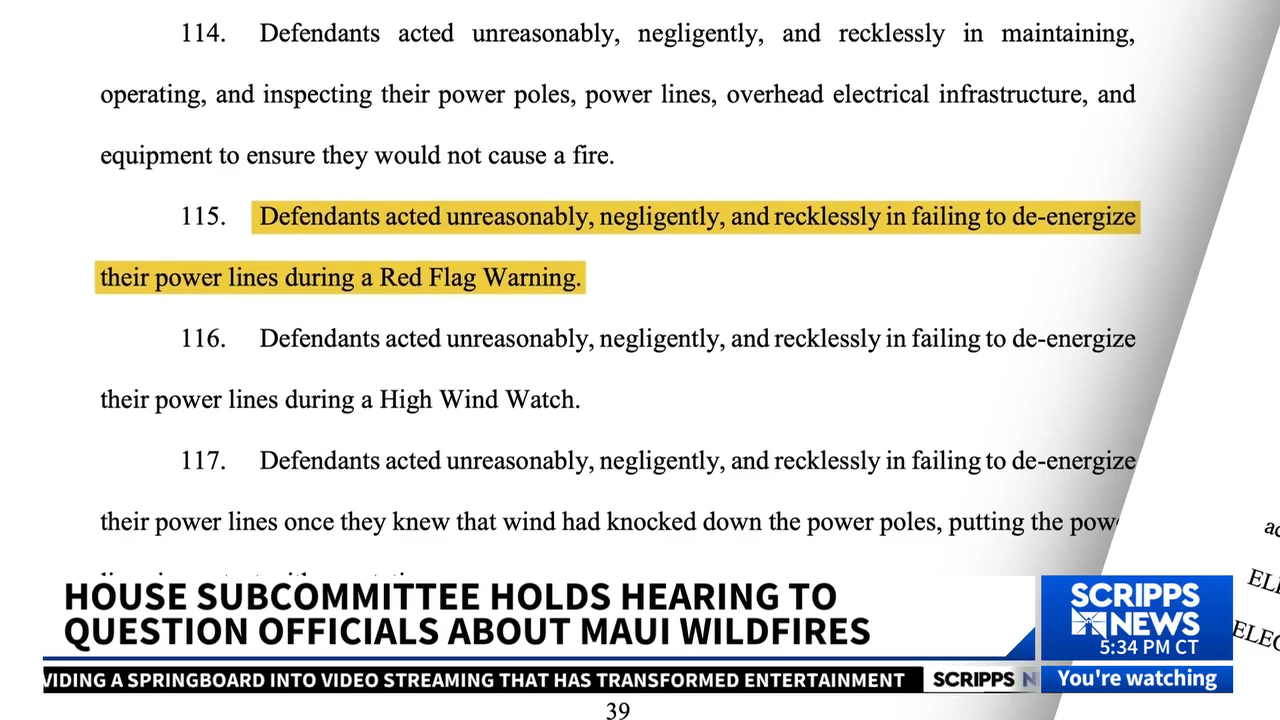 114. Defendants acted unreasonably, negligently, and recklessly in maintaining,
operating, and inspecting their power poles, power lines, overhead electrical infrastructure, and
equipment to ensure they would not cause a fire.
115. Defendants acted unreasonably, negligently, and recklessly in failing to de-energize
their power lines during a Red Flag Warning.
116. Defendants acted unreasonably, negligently, and recklessly in failing to de-energize
their power lines during a High Wind Watch.
117. Defendants acted unreasonably, negligently, and recklessly in failing to de-energize
their power lines once they knew that wind had knocked down the power poles, putting the
HOUSE SUBCOMMITTEE HOLDS HEARING TO
QUESTION OFFICIALS ABOUT MAUI WILDFIRES
SCRIPPS
NEWS
5:34 PM CT
VIDING A SPRINGBOARD INTO VIDEO STREAMING THAT HAS TRANSFORMED ENTERTAINMENT
SCRIPPS N
You're watching
39